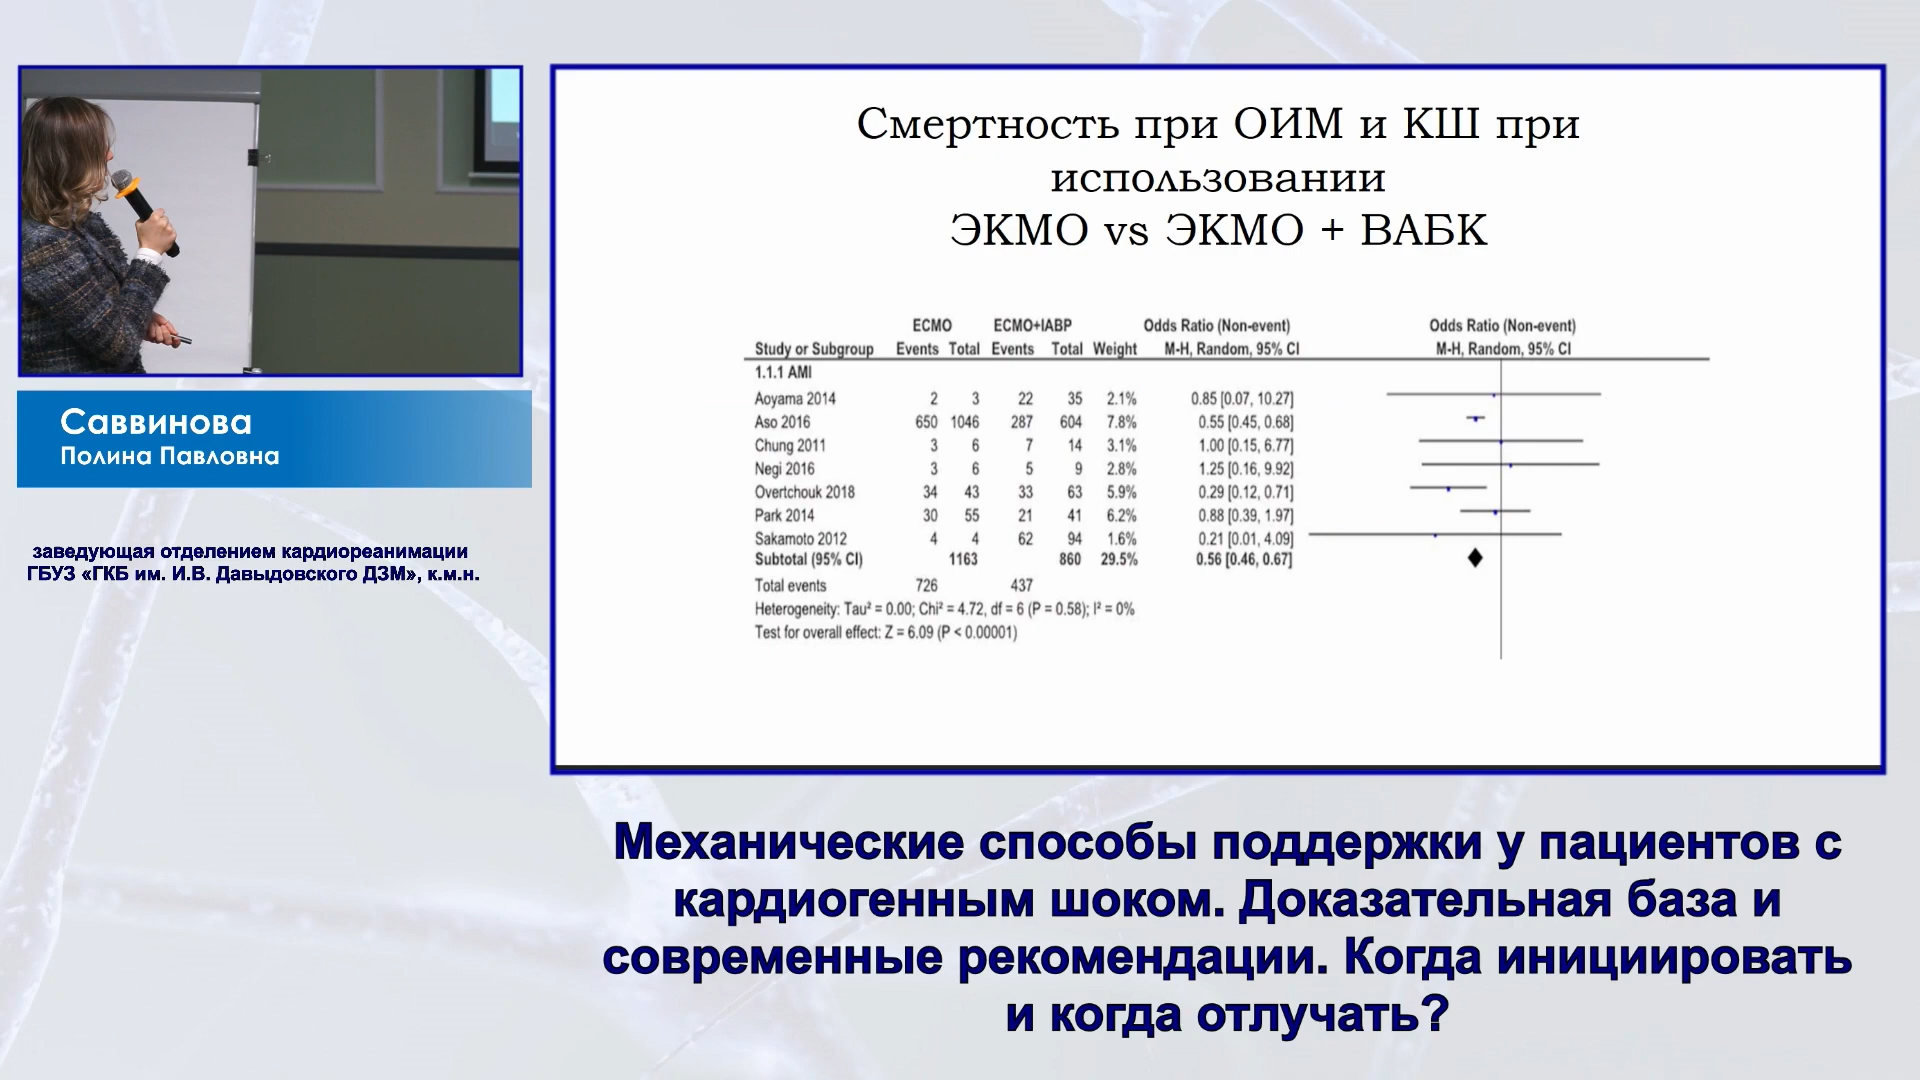 Саввинова
Полина Павловна
заведующая отделением кардиореанимации
ГБУЗ «ГКБ им. И.В. Давыдовского ДЗМ», к.м.н.
Смертность при ОИМ и КШ при
использовании
ЭКМО vs ЭКМО + ВАБК
ECMO ECMO+IABP Odds Ratio (Non-event) Odds Ratio (Non-event)
Study or Subgroup Events Total Events Total Weight M-H, Random, 95% CI M-H, Random, 95% CI
1.1.1 AMI
Aoyama 2014 2 3 22 35 2.1% 0.85 [0.07, 10.27]
Aso 2016 650 1046 287 604 7.8% 0.55 [0.45, 0.68]
Chung 2011 3 6 7 14 3.1% 1.00 [0.15, 6.77]
Negi 2016 3 6 5 9 2.8% 1.25 [0.16, 9.92]
Overtchouk 2018 34 43 33 63 5.9% 0.29 [0.12, 0.71]
Park 2014 30 55 21 41 6.2% 0.88 [0.39, 1.97]
Sakamoto 2012 4 4 62 94 1.6% 0.21 [0.01, 4.09]
Subtotal (95% CI) 1163 860 29.5% 0.56 [0.46, 0.67]
Total events 726 437
Heterogeneity: Tau² = 0.00; Chi² = 4.72, df = 6 (P = 0.58); I² = 0%
Test for overall effect: Z = 6.09 (P < 0.00001)
Механические способы поддержки у пациентов с
кардиогенным шоком. Доказательная база и
современные рекомендации. Когда инициировать
и когда отлучать?